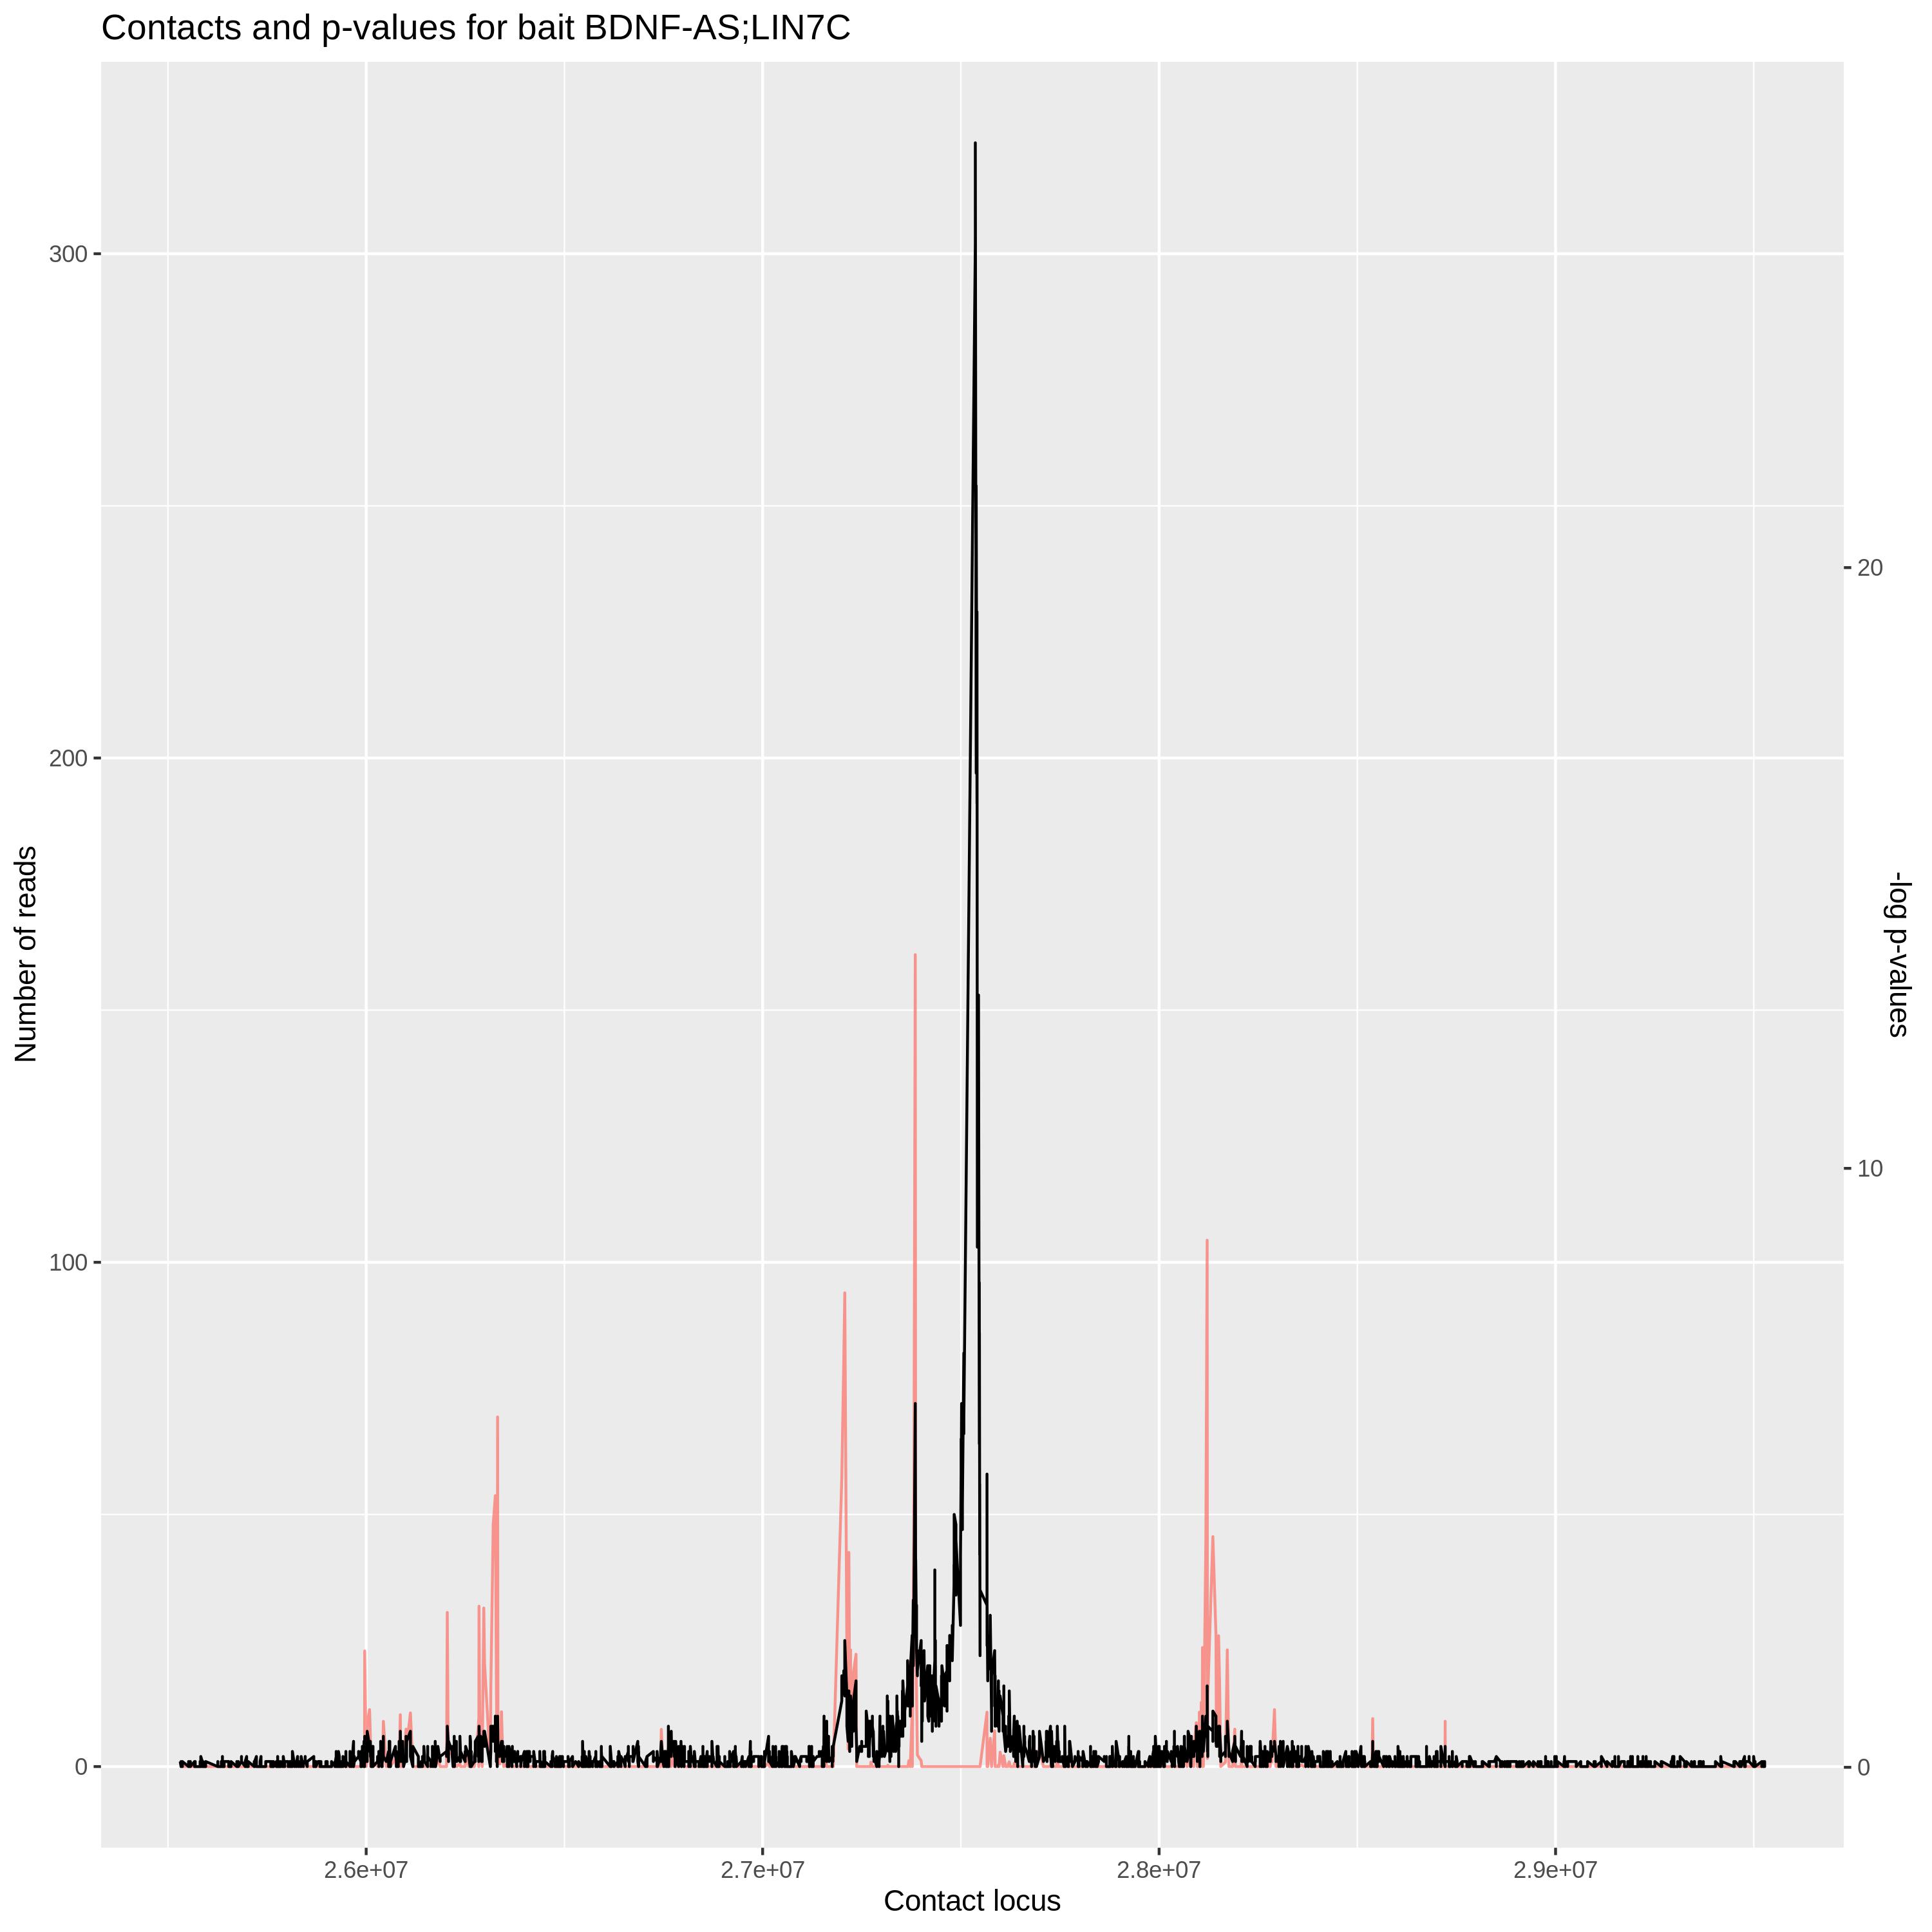 Contacts and p-values for bait BDNF-AS;LIN7C
300
200
100
0
Number of reads
20
10
0
-log p-values
2.6e+07
2.7e+07
2.8e+07
2.9e+07
Contact locus